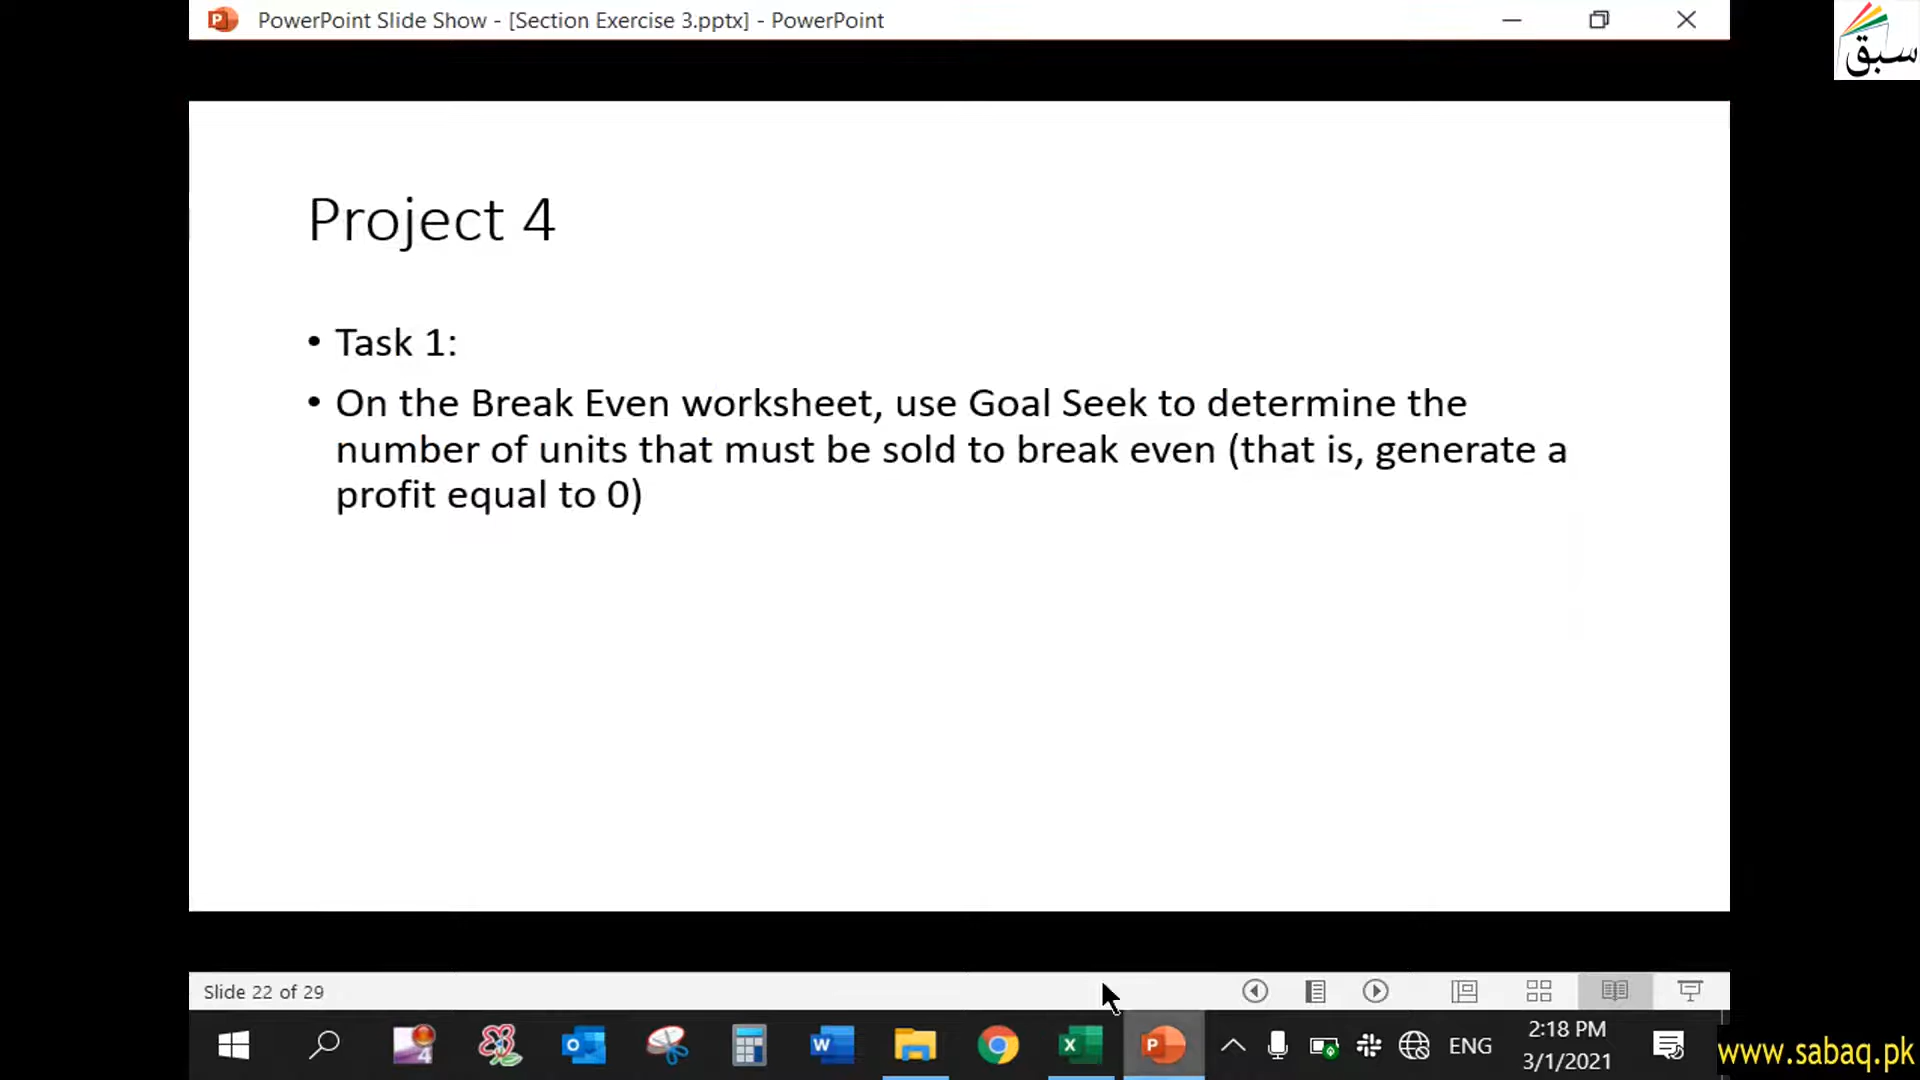 PowerPoint Slide Show - [Section Exercise 3.pptx] - PowerPoint
سبق
Project 4
• Task 1:
• On the Break Even worksheet, use Goal Seek to determine the
number of units that must be sold to break even (that is, generate a
profit equal to 0)
Slide 22 of 29
ENG
2:18 PM
3/1/2021
www.sabaq.pk